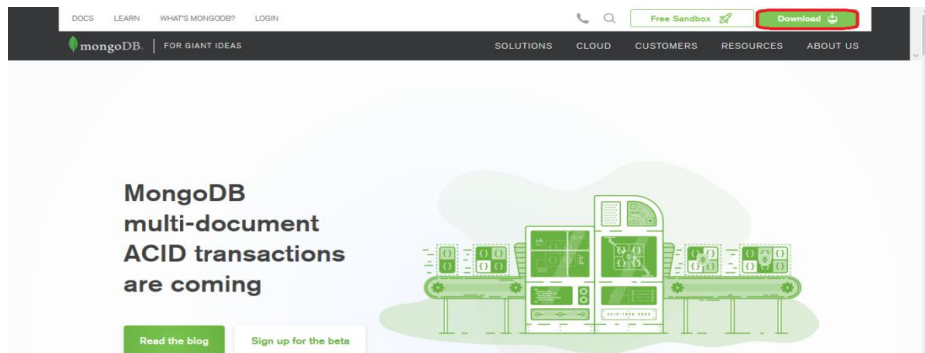 DOCS LEARN WHAT'S MONGODB? LOGIN Free Sandbox Download
mongoDB. FOR GIANT IDEAS SOLUTIONS CLOUD CUSTOMERS RESOURCES ABOUT US
MongoDB
multi-document
ACID transactions
are coming
Read the blog Sign up for the beta